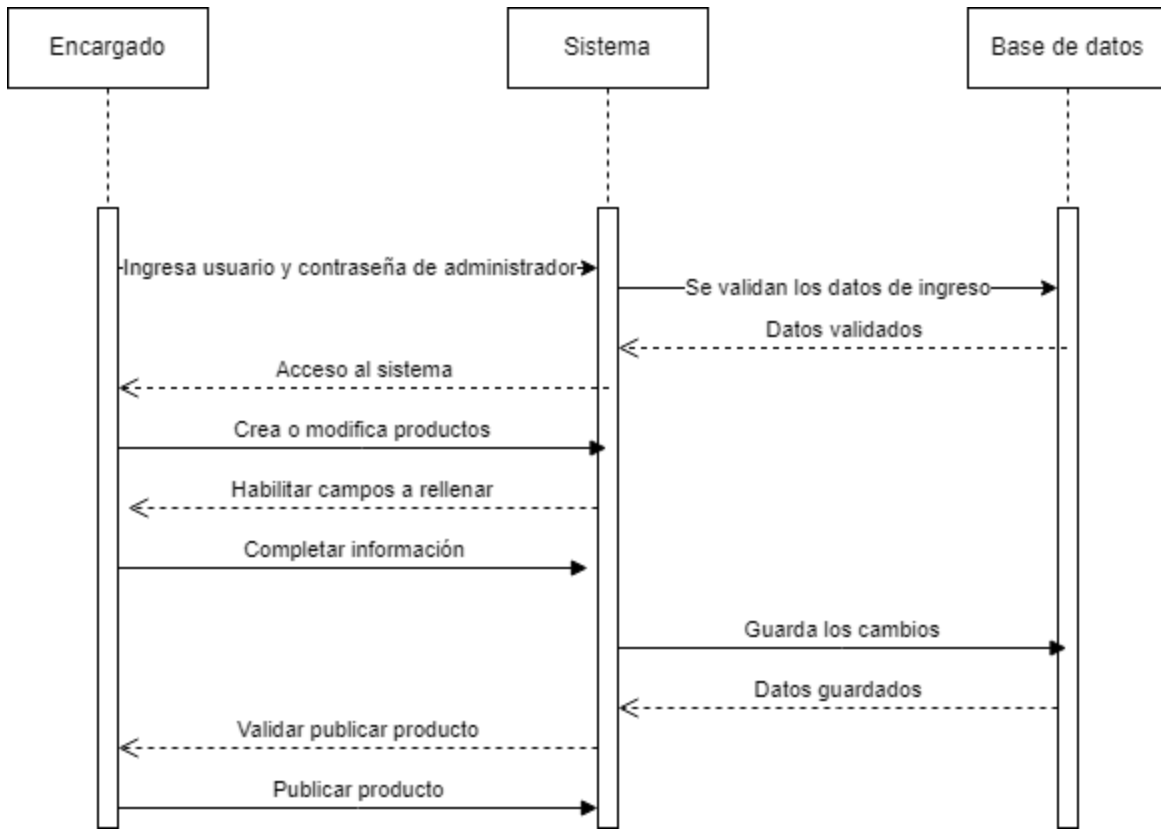 Encargado
Sistema
Base de datos
Ingresa usuario y contraseña de administrador
Se validan los datos de ingreso
Datos validados
Acceso al sistema
Crea o modifica productos
Habilitar campos a rellenar
Completar información
Guarda los cambios
Datos guardados
Validar publicar producto
Publicar producto